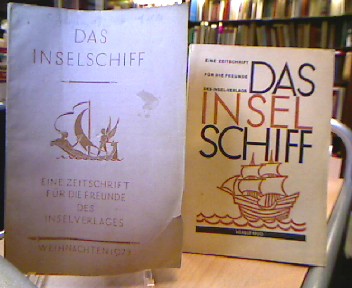 DAS
INSELSCHIFF
EINE ZEITSCHRIFT
FÜR DIE FREUNDE
DES
INSELVERLAGES
WEIHNACHTEN
EINE ZEITSCHRIFT
FÜR DIE FREUNDE
DES INSEL-VERLAGS
DAS
INSEL
SCHIFF